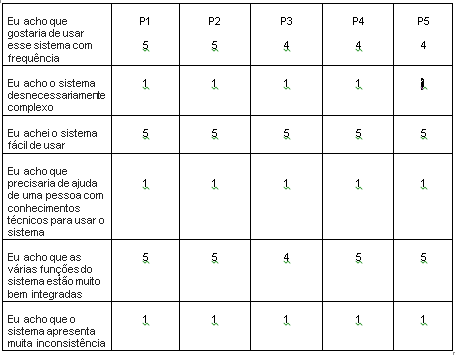 Eu acho que P1 P2 P3 P4 P5
gostaria de usar
esse sistema com 5 5 4 4 4
frequência
Eu acho o sistema 1 1 1 1
desnecessariamente
complexo
Eu achei o sistema 5 5 5 5 5
fácil de usar
Eu acho que
precisaria de ajuda 1 1 1 1 1
de uma pessoa com
conhecimentos
técnicos para usar o
sistema
Eu acho que as 5 5 4 5 5
várias funções do
sistema estão muito
bem integradas
Eu acho que o 1 1 1 1 1
sistema apresenta
muita inconsistência